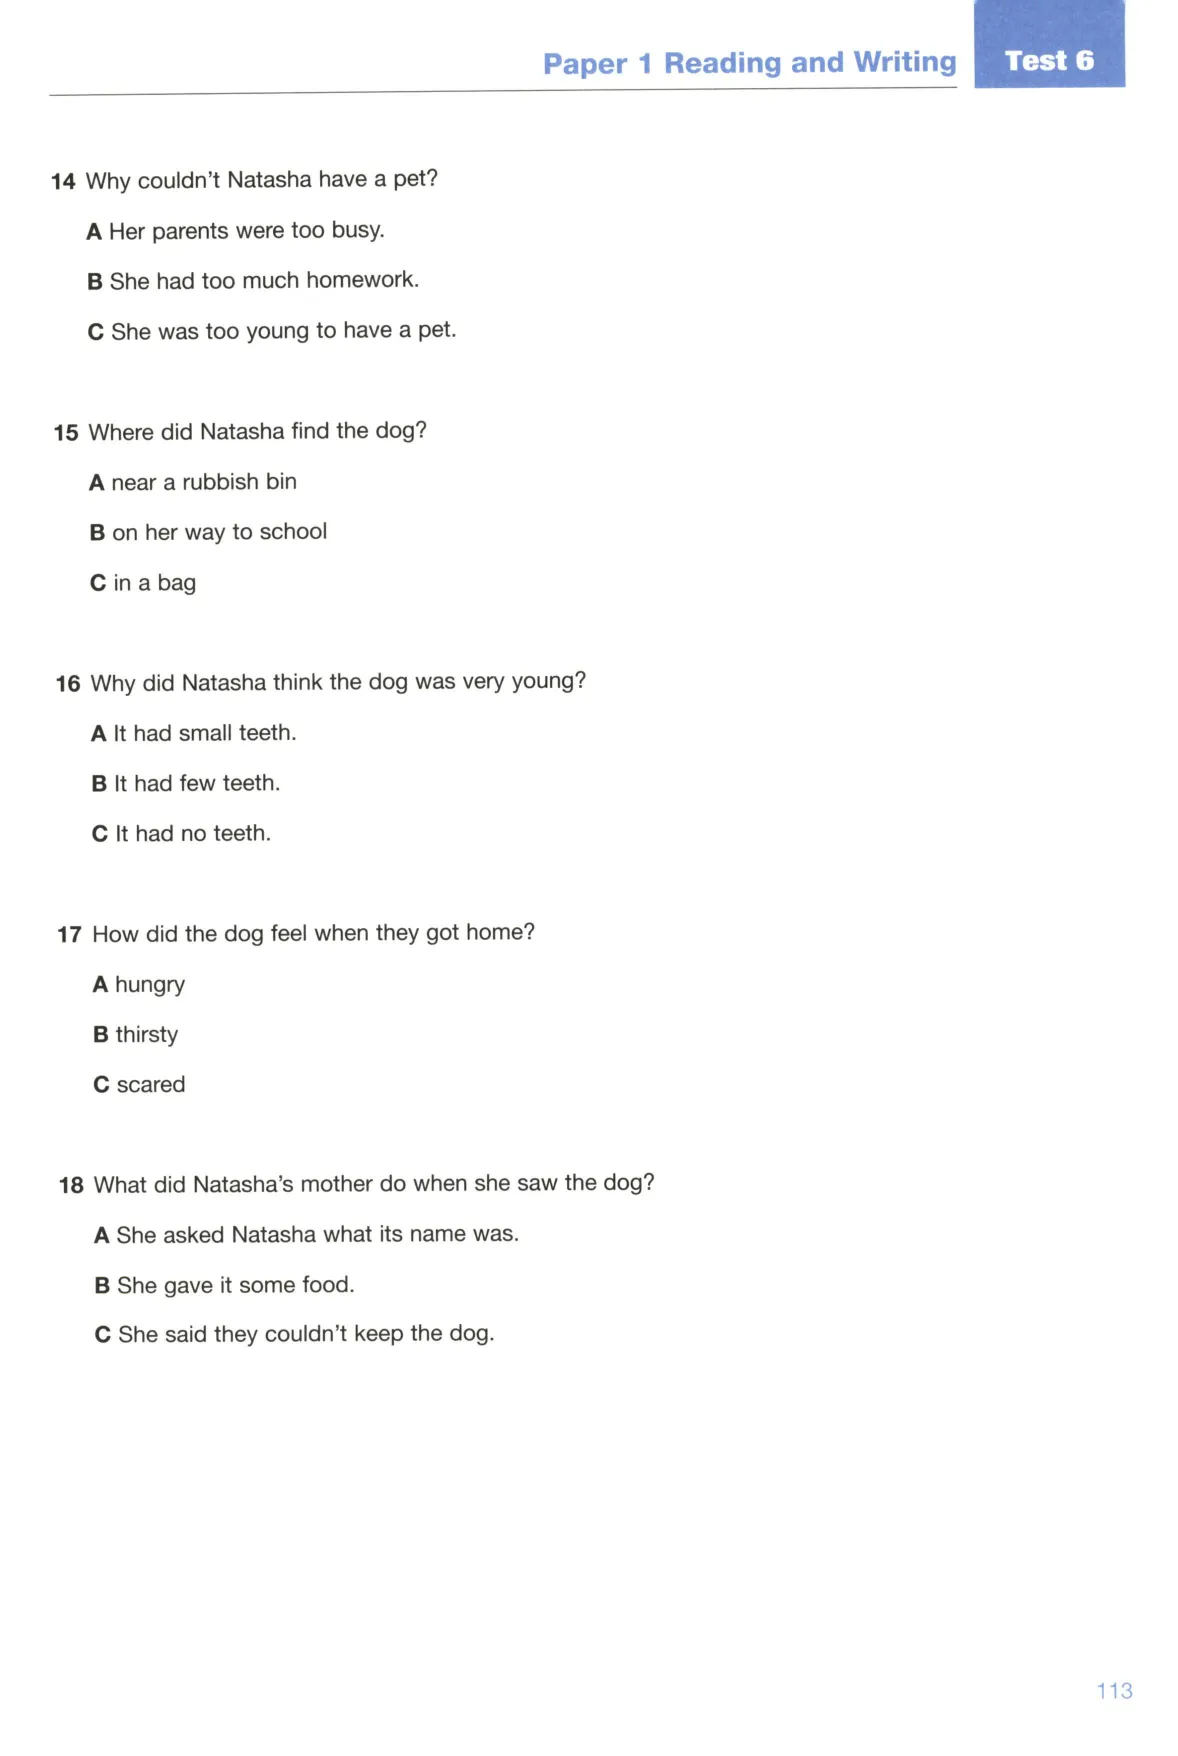 Paper 1 Reading and Writing Test 6
14 Why couldn't Natasha have a pet?
A Her parents were too busy.
B She had too much homework.
C She was too young to have a pet.
15 Where did Natasha find the dog?
A near a rubbish bin
B on her way to school
C in a bag
16 Why did Natasha think the dog was very young?
A It had small teeth.
B It had few teeth.
C It had no teeth.
17 How did the dog feel when they got home?
A hungry
B thirsty
C scared
18 What did Natasha's mother do when she saw the dog?
A She asked Natasha what its name was.
B She gave it some food.
C She said they couldn't keep the dog.
113